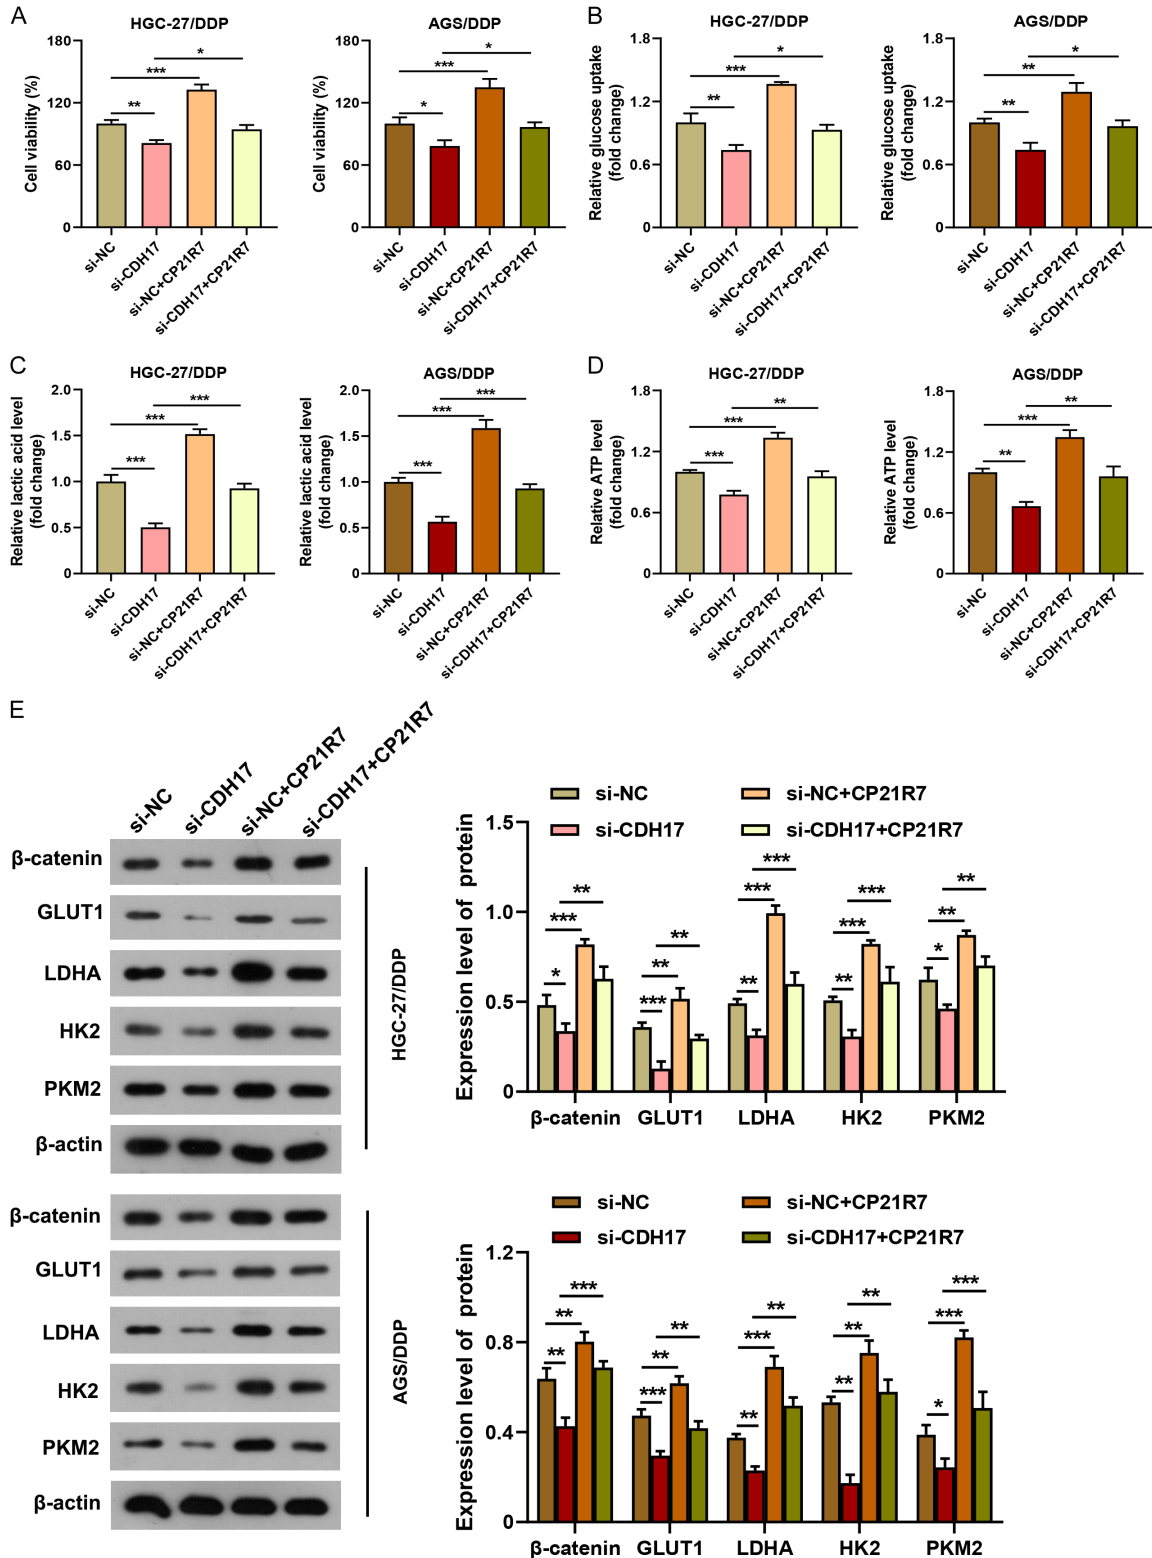 A
HGC-27/DDP
Cell viability (%)
180
120
60
0
*
***
**
si-NC
si-CDH17
si-NC+CP21R7
si-CDH17+CP21R7
AGS/DDP
Cell viability (%)
180
120
60
0
*
***
*
si-NC
si-CDH17
si-NC+CP21R7
si-CDH17+CP21R7
B
HGC-27/DDP
Relative glucose uptake
(fold change)
1.8
1.2
0.6
0
*
***
**
si-NC
si-CDH17
si-NC+CP21R7
si-CDH17+CP21R7
AGS/DDP
Relative glucose uptake
(fold change)
1.8
1.2
0.6
0
*
**
**
si-NC
si-CDH17
si-NC+CP21R7
si-CDH17+CP21R7
C
HGC-27/DDP
Relative lactic acid level
(fold change)
2.0
1.5
1.0
0.5
0
***
***
***
si-NC
si-CDH17
si-NC+CP21R7
si-CDH17+CP21R7
AGS/DDP
Relative lactic acid level
(fold change)
2.0
1.5
1.0
0.5
0
***
***
***
si-NC
si-CDH17
si-NC+CP21R7
si-CDH17+CP21R7
D
HGC-27/DDP
Relative ATP level
(fold change)
1.8
1.2
0.6
0
**
***
***
si-NC
si-CDH17
si-NC+CP21R7
si-CDH17+CP21R7
AGS/DDP
Relative ATP level
(fold change)
1.8
1.2
0.6
0
**
***
**
si-NC
si-CDH17
si-NC+CP21R7
si-CDH17+CP21R7
E
si-NC
si-CDH17
si-NC+CP21R7
si-CDH17+CP21R7
β-catenin
GLUT1
LDHA
HK2
PKM2
β-actin
HGC-27/DDP
β-catenin
GLUT1
LDHA
HK2
PKM2
β-actin
AGS/DDP
si-NC
si-NC+CP21R7
si-CDH17
si-CDH17+CP21R7
Expression level of protein
1.5
1.0
0.5
0
**
***
*
**
**
***
***
***
**
***
***
**
**
**
*
β-catenin GLUT1 LDHA HK2 PKM2
si-NC
si-NC+CP21R7
si-CDH17
si-CDH17+CP21R7
Expression level of protein
1.2
0.8
0.4
0
***
**
**
**
**
***
**
***
**
**
**
**
***
***
*
β-catenin GLUT1 LDHA HK2 PKM2